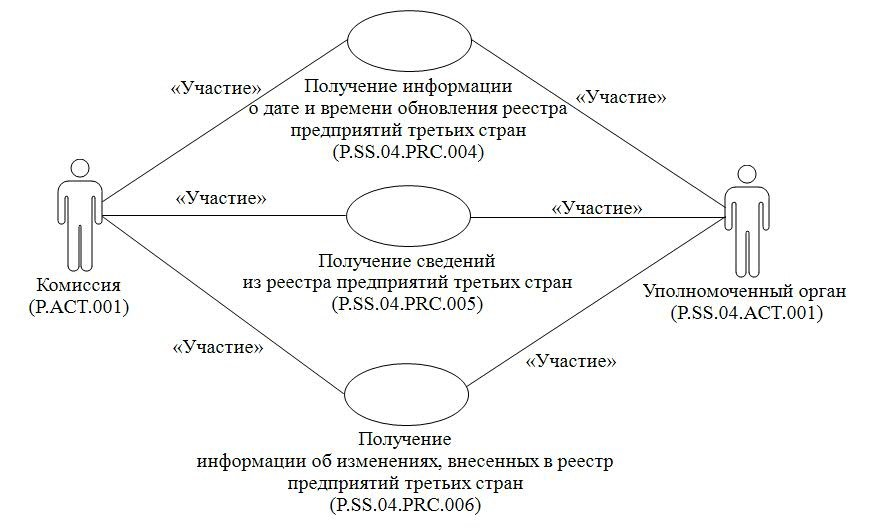 «Участие»
Получение информации
о дате и времени обновления реестра
предприятий третьих стран
(P.SS.04.PRC.004)
«Участие»
«Участие»
«Участие»
Получение сведений
из реестра предприятий третьих стран
(P.SS.04.PRC.005)
Комиссия
(P.ACT.001)
Уполномоченный орган
(P.SS.04.ACT.001)
«Участие»
«Участие»
Получение
информации об изменениях, внесенных в реестр
предприятий третьих стран
(P.SS.04.PRC.006)